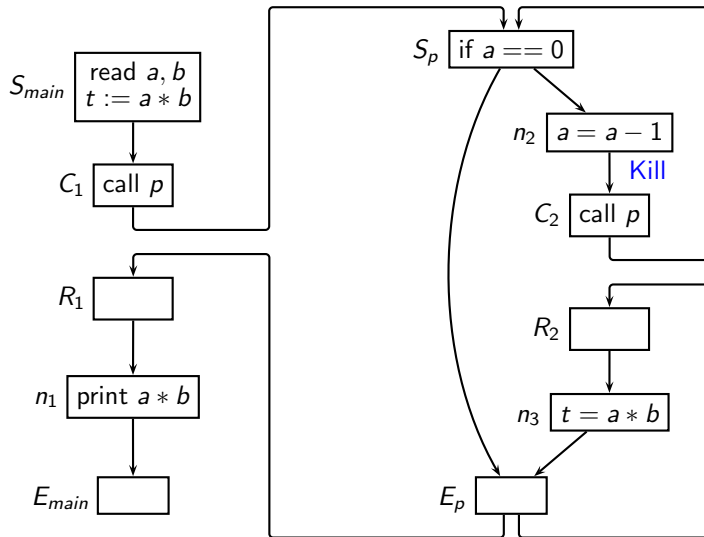 S_main
read a, b
t := a ∗ b
C_1
call p
R_1
n_1
print a ∗ b
E_main
S_p
if a == 0
n_2
a = a − 1
Kill
C_2
call p
R_2
n_3
t = a ∗ b
E_p